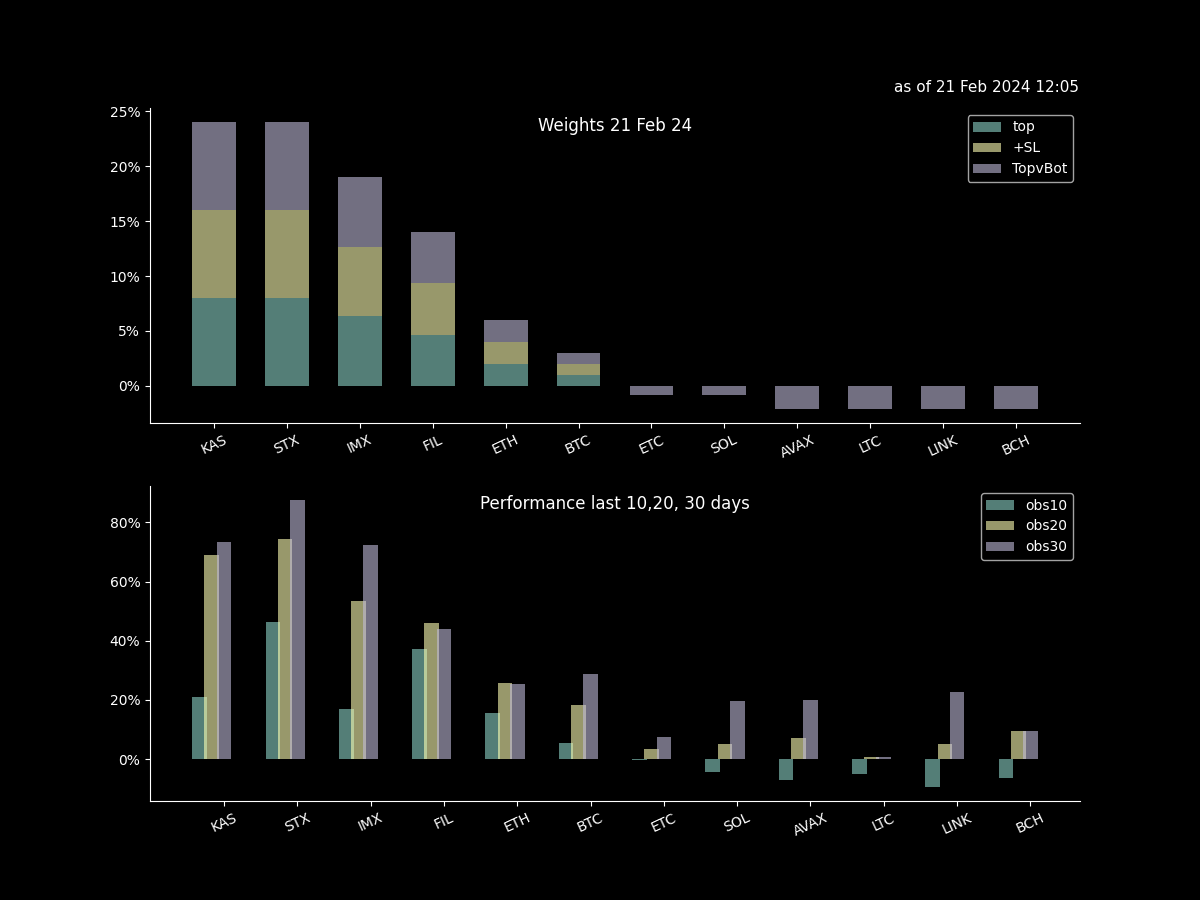 as of 21 Feb 2024 12:05
Weights 21 Feb 24
top
+SL
TopvBot
25%
20%
15%
10%
5%
0%
KAS STX IMX FIL ETH BTC ETC SOL AVAX LTC LINK BCH
Performance last 10,20, 30 days
obs10
obs20
obs30
80%
60%
40%
20%
0%
KAS STX IMX FIL ETH BTC ETC SOL AVAX LTC LINK BCH